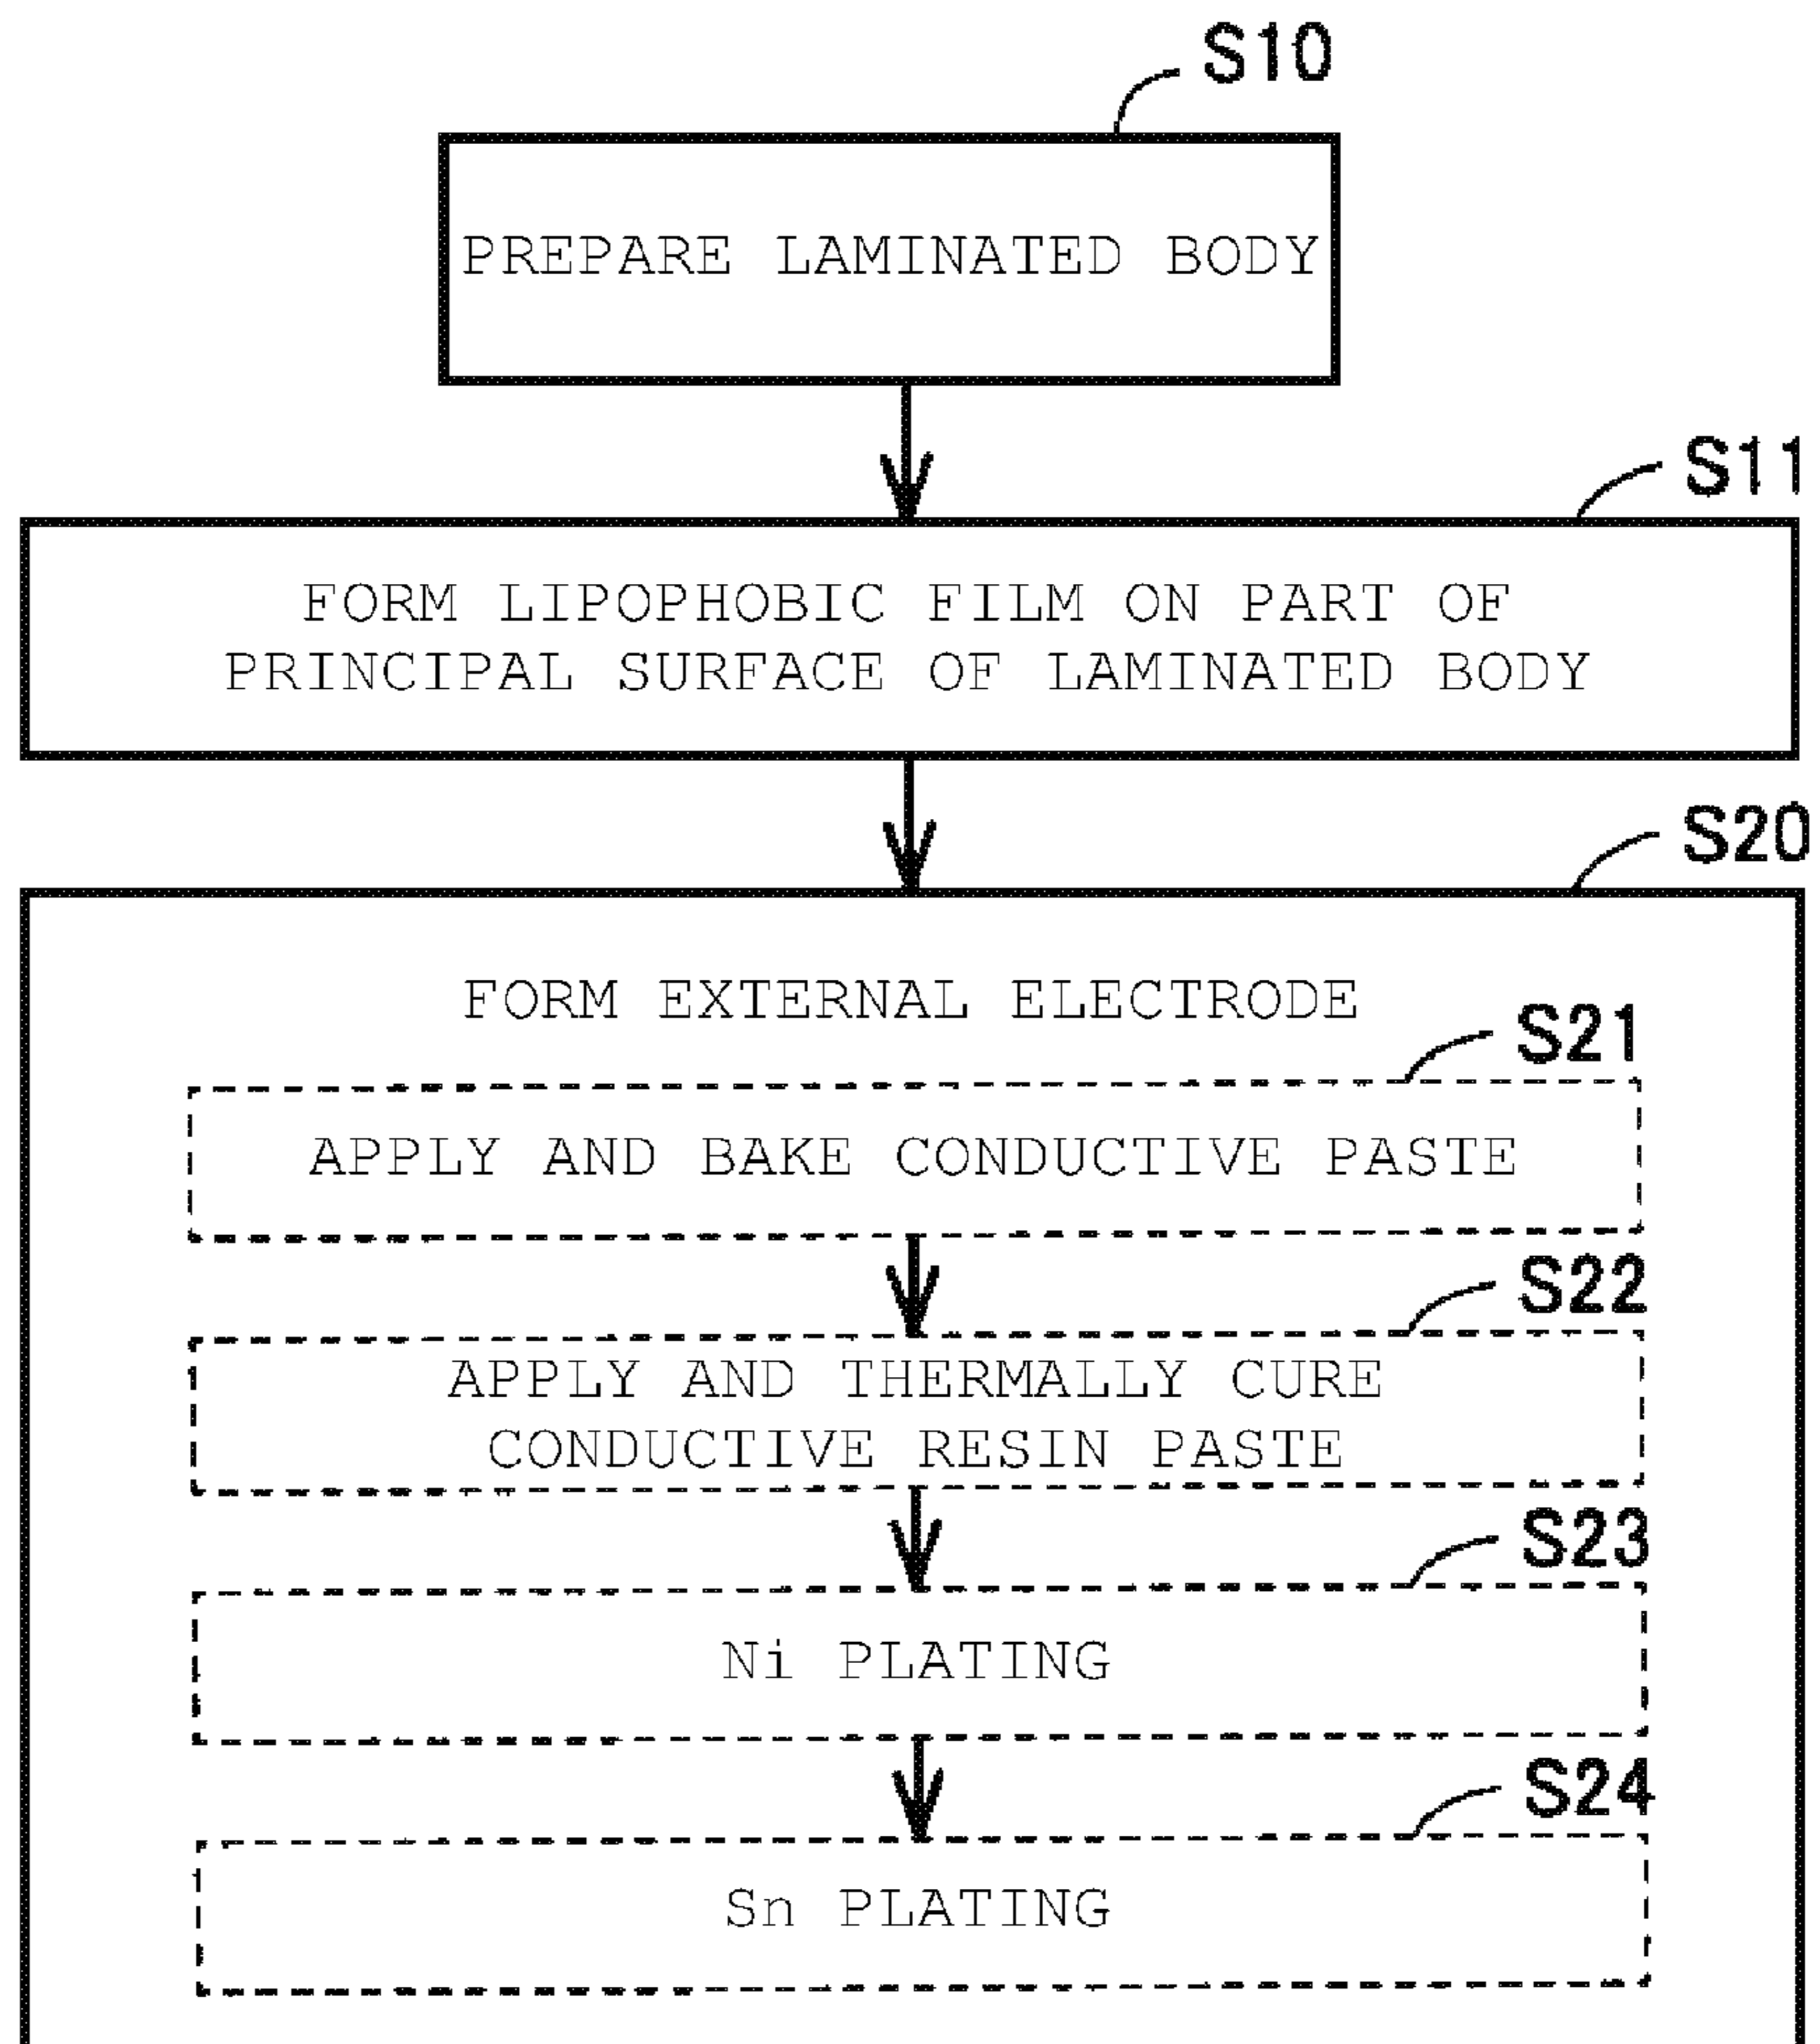 S10
PREPARE LAMINATED BODY
S11
FORM LIPOPHOBIC FILM ON PART OF
PRINCIPAL SURFACE OF LAMINATED BODY
S20
FORM EXTERNAL ELECTRODE
S21
APPLY AND BAKE CONDUCTIVE PASTE
S22
APPLY AND THERMALLY CURE
CONDUCTIVE RESIN PASTE
S23
Ni PLATING
S24
Sn PLATING